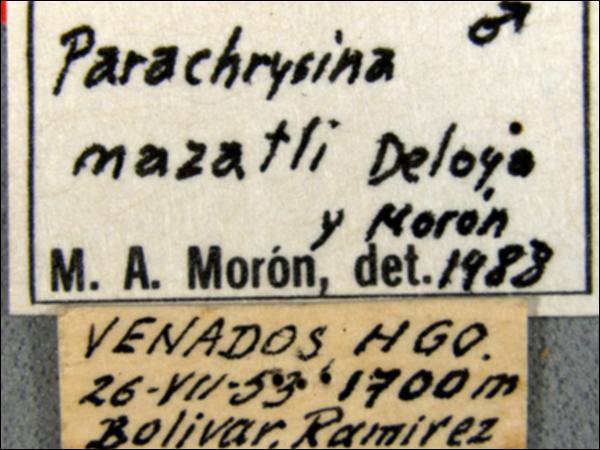 Parachrysina ♂
mazatli Deloya
y Morón
M. A. Morón, det. 1988
VENADOS, HGO.
26-VII-53. 1700 m
Bolivar, Ramirez